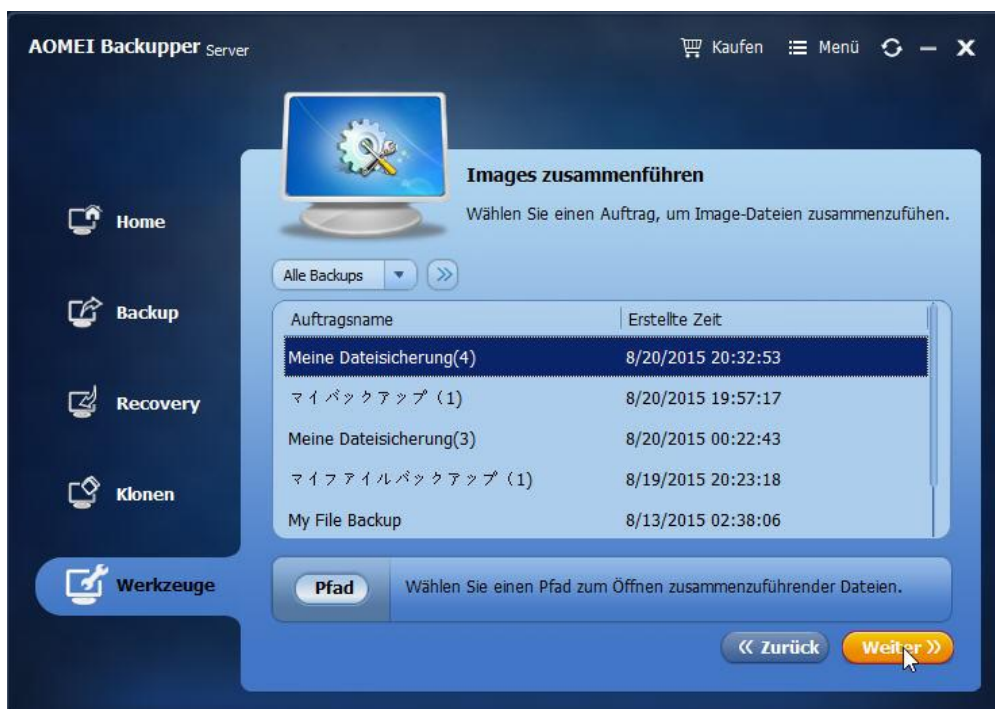 AOMEI Backupper Server
Kaufen
Menü
Images zusammenführen
Wählen Sie einen Auftrag, um Image-Dateien zusammenzufühen.
Home
Backup
Recovery
Klonen
Werkzeuge
Alle Backups
Auftragsname Erstellte Zeit
Meine Dateisicherung(4) 8/20/2015 20:32:53
マイバックアップ(1) 8/20/2015 19:57:17
Meine Dateisicherung(3) 8/20/2015 00:22:43
マイファイルバックアップ(1) 8/19/2015 20:23:18
My File Backup 8/13/2015 02:38:06
Pfad Wählen Sie einen Pfad zum Öffnen zusammenzuführender Dateien.
Zurück
Weiter